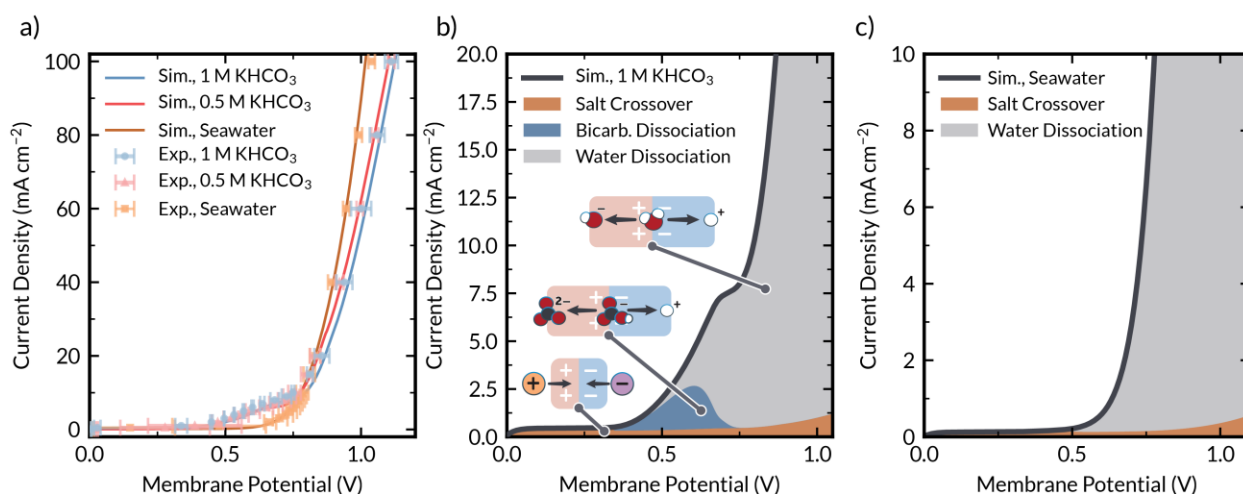 a)
100
80
60
40
20
0
Current Density (mA cm⁻²)
Sim., 1 M KHCO₃
Sim., 0.5 M KHCO₃
Sim., Seawater
Exp., 1 M KHCO₃
Exp., 0.5 M KHCO₃
Exp., Seawater
0.0 0.5 1.0
Membrane Potential (V)
b)
20.0
17.5
15.0
12.5
10.0
7.5
5.0
2.5
0.0
Current Density (mA cm⁻²)
Sim., 1 M KHCO₃
Salt Crossover
Bicarb. Dissociation
Water Dissociation
+ − − +
+ −
2− + − − +
+
+ + − −
+ −
0.0 0.5 1.0
Membrane Potential (V)
c)
10
8
6
4
2
0
Current Density (mA cm⁻²)
Sim., Seawater
Salt Crossover
Water Dissociation
0.0 0.5 1.0
Membrane Potential (V)